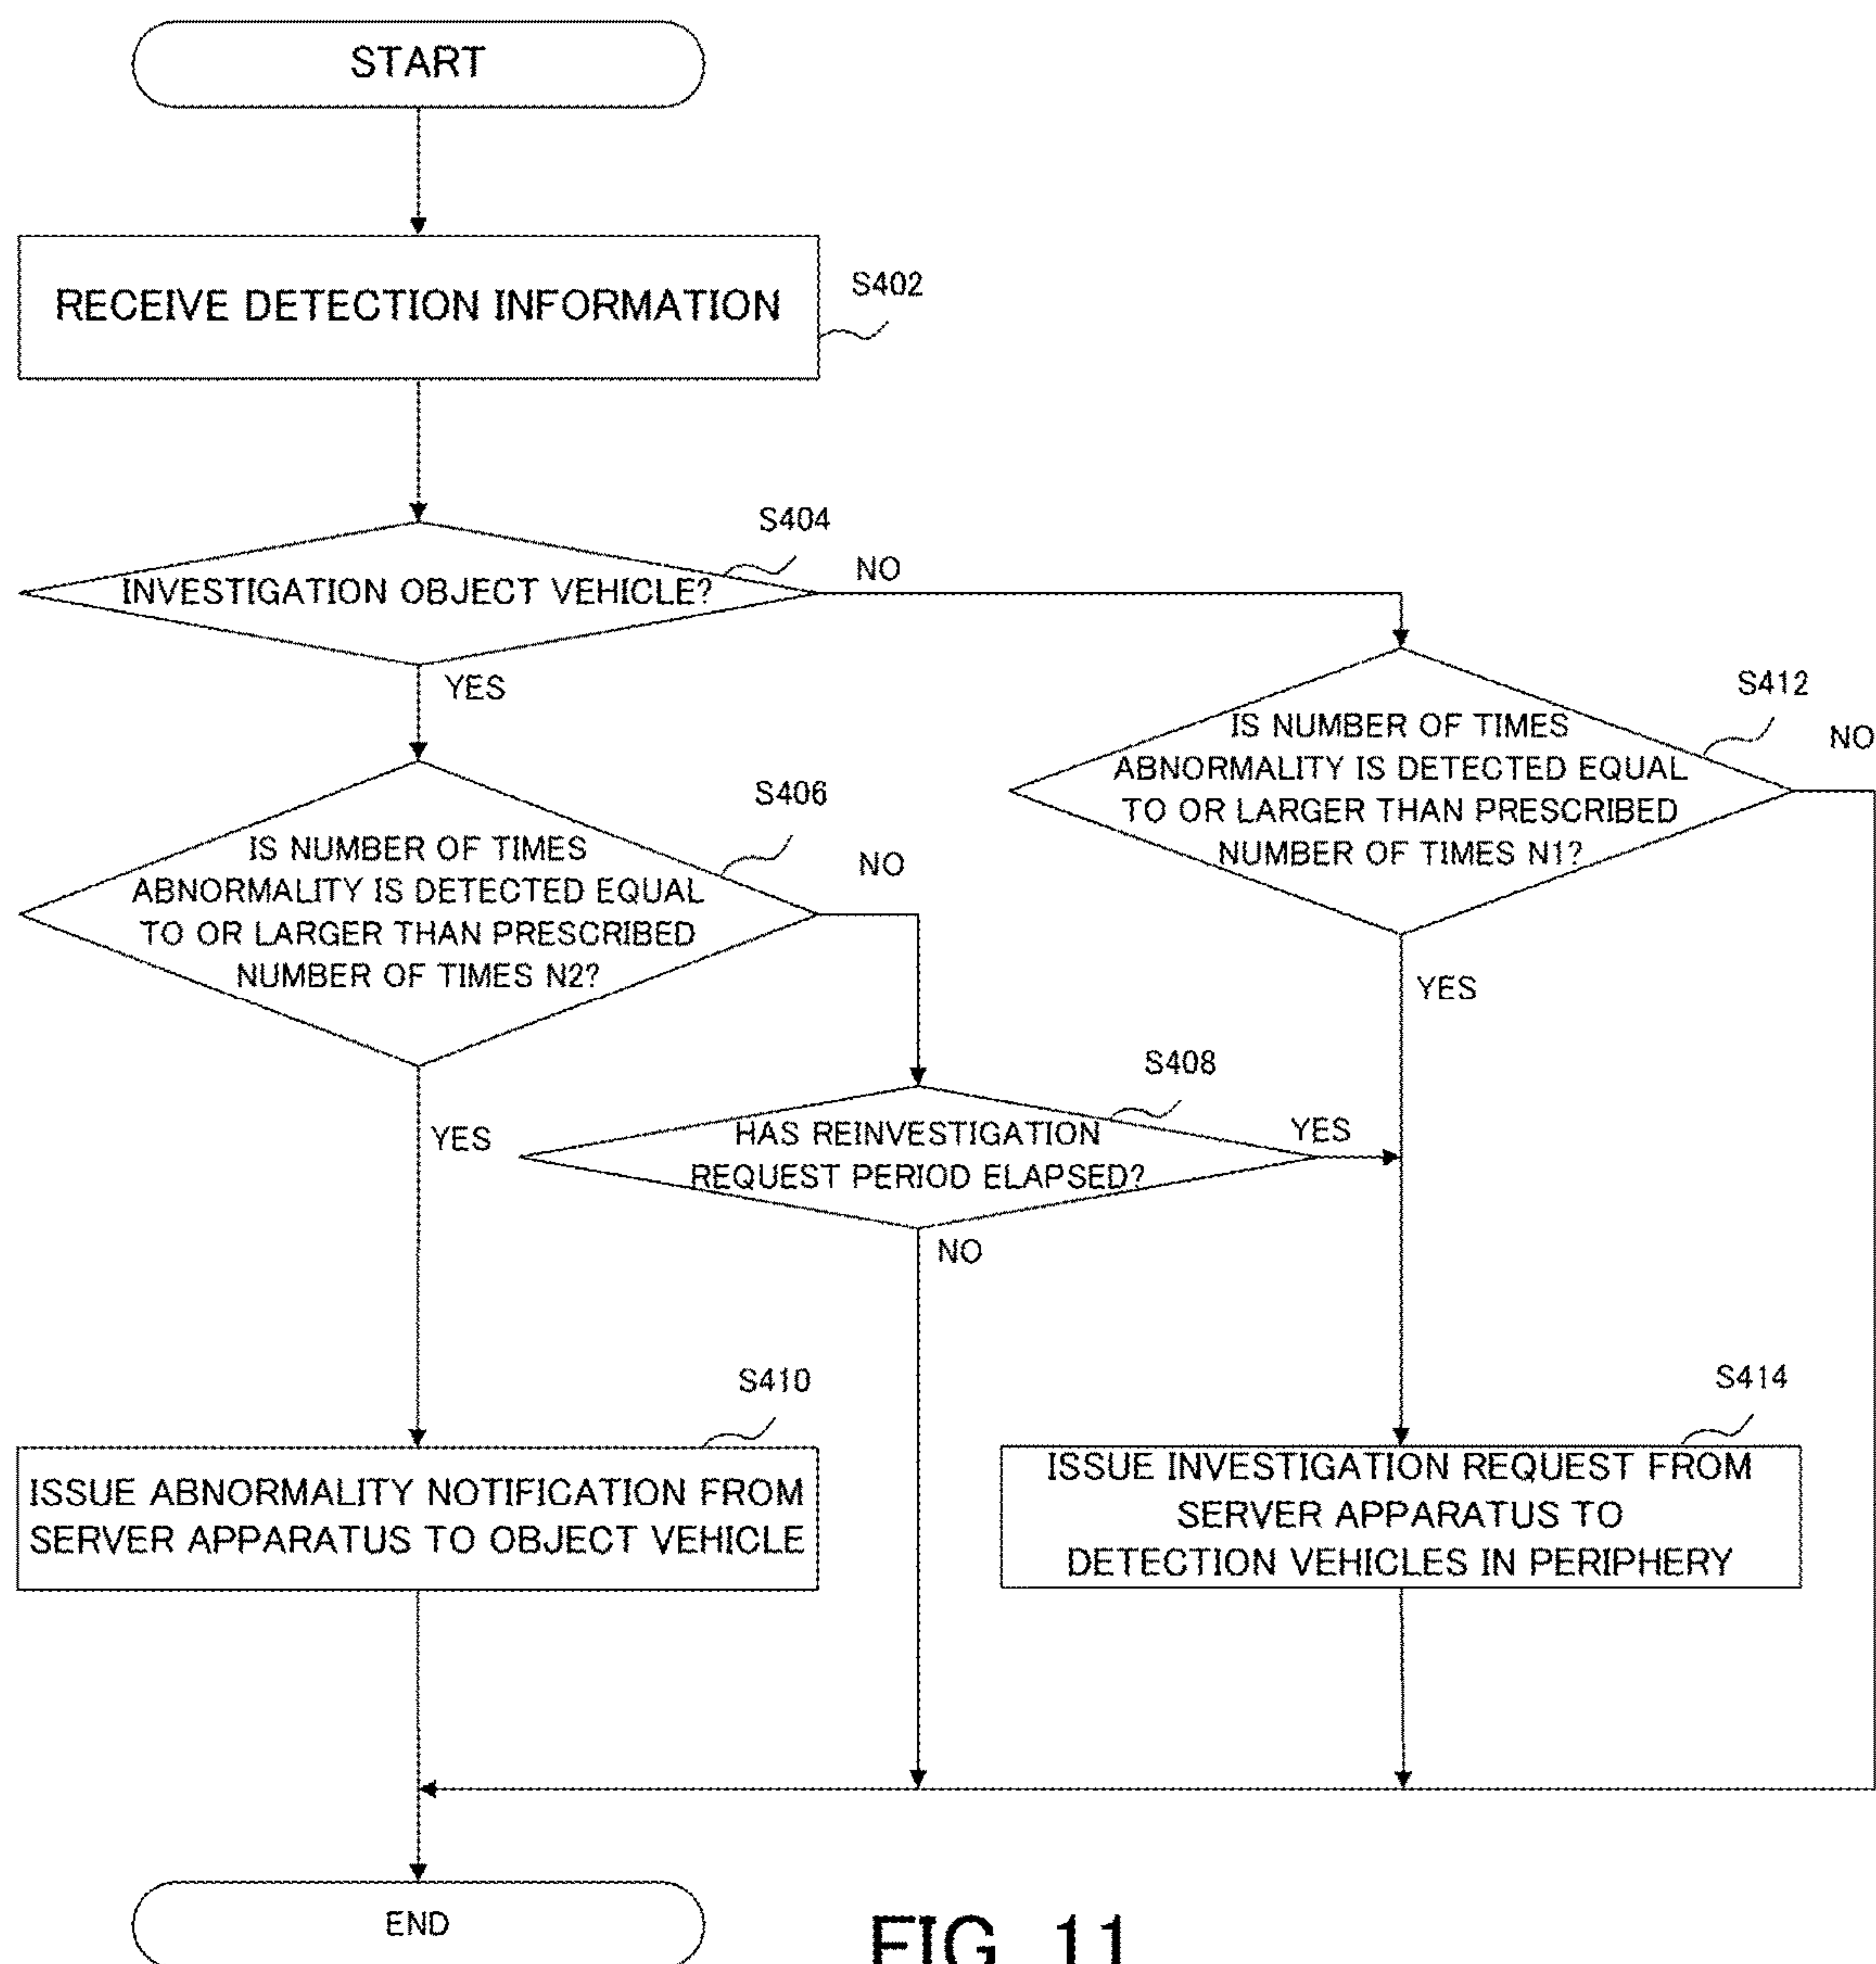 START
RECEIVE DETECTION INFORMATION
S402
INVESTIGATION OBJECT VEHICLE?
S404
NO
YES
IS NUMBER OF TIMES
ABNORMALITY IS DETECTED EQUAL
TO OR LARGER THAN PRESCRIBED
NUMBER OF TIMES N1?
S412
NO
YES
IS NUMBER OF TIMES
ABNORMALITY IS DETECTED EQUAL
TO OR LARGER THAN PRESCRIBED
NUMBER OF TIMES N2?
S406
NO
YES
HAS REINVESTIGATION
REQUEST PERIOD ELAPSED?
S408
YES
NO
ISSUE ABNORMALITY NOTIFICATION FROM
SERVER APPARATUS TO OBJECT VEHICLE
S410
ISSUE INVESTIGATION REQUEST FROM
SERVER APPARATUS TO
DETECTION VEHICLES IN PERIPHERY
S414
END
FIG. 11